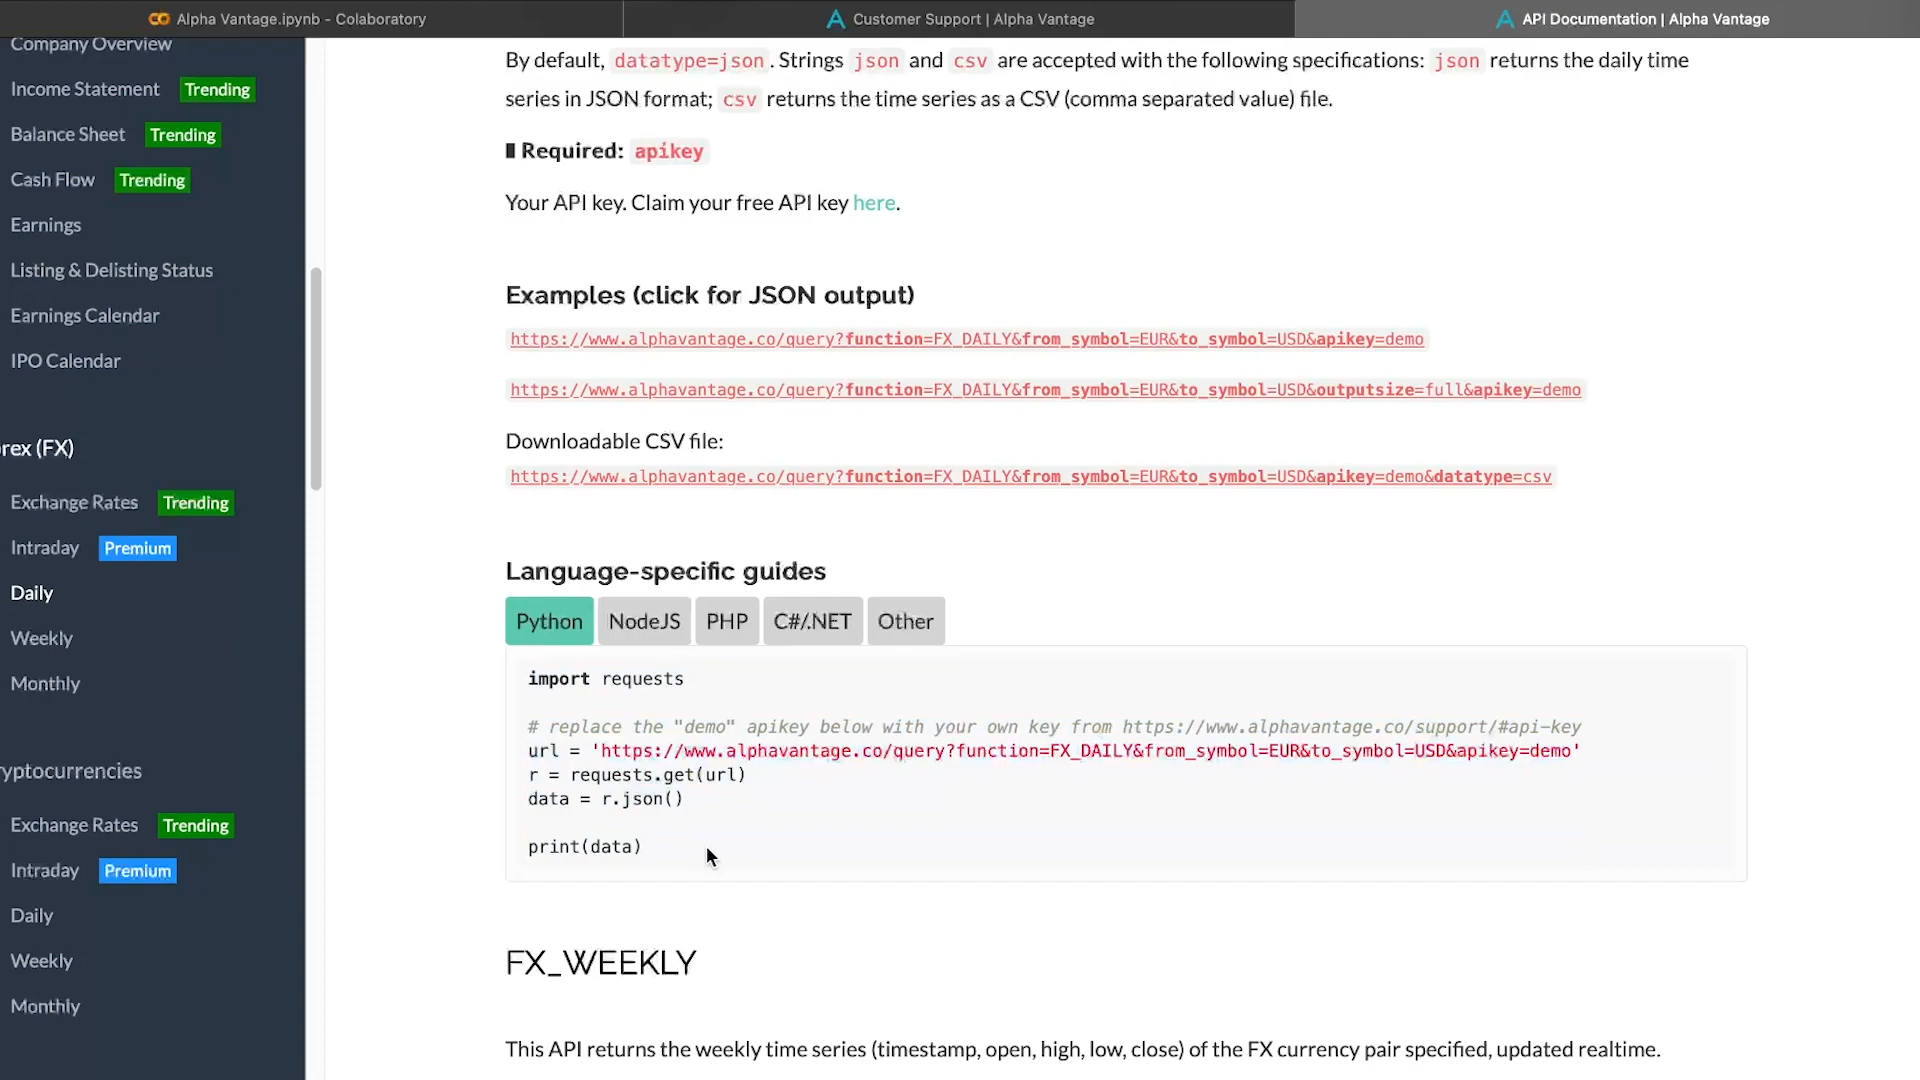 Alpha Vantage.ipynb - Colaboratory
Customer Support | Alpha Vantage
API Documentation | Alpha Vantage
Company Overview
Income Statement Trending
Balance Sheet Trending
Cash Flow Trending
Earnings
Listing & Delisting Status
Earnings Calendar
IPO Calendar
rex (FX)
Exchange Rates Trending
Intraday Premium
Daily
Weekly
Monthly
yptocurrencies
Exchange Rates Trending
Intraday Premium
Daily
Weekly
Monthly
By default, datatype=json. Strings json and csv are accepted with the following specifications: json returns the daily time
series in JSON format; csv returns the time series as a CSV (comma separated value) file.
Required: apikey
Your API key. Claim your free API key here.
Examples (click for JSON output)
https://www.alphavantage.co/query?function=FX_DAILY&from_symbol=EUR&to_symbol=USD&apikey=demo
https://www.alphavantage.co/query?function=FX_DAILY&from_symbol=EUR&to_symbol=USD&outputsize=full&apikey=demo
Downloadable CSV file:
https://www.alphavantage.co/query?function=FX_DAILY&from_symbol=EUR&to_symbol=USD&apikey=demo&datatype=csv
Language-specific guides
Python NodeJS PHP C#/.NET Other
import requests
# replace the "demo" apikey below with your own key from https://www.alphavantage.co/support/#api-key
url = 'https://www.alphavantage.co/query?function=FX_DAILY&from_symbol=EUR&to_symbol=USD&apikey=demo'
r = requests.get(url)
data = r.json()
print(data)
FX_WEEKLY
This API returns the weekly time series (timestamp, open, high, low, close) of the FX currency pair specified, updated realtime.